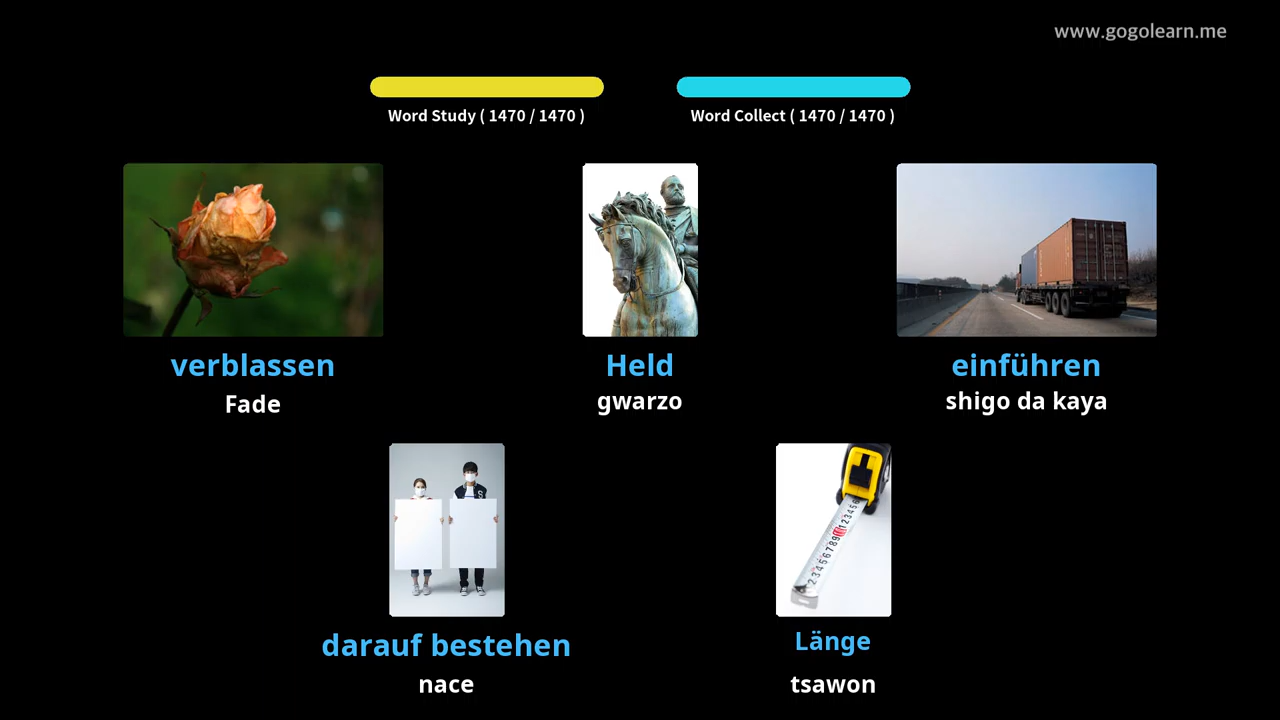 www.gogolearn.me
Word Study ( 1470 / 1470 )
Word Collect ( 1470 / 1470 )
verblassen
Fade
Held
gwarzo
einführen
shigo da kaya
darauf bestehen
nace
Länge
tsawon